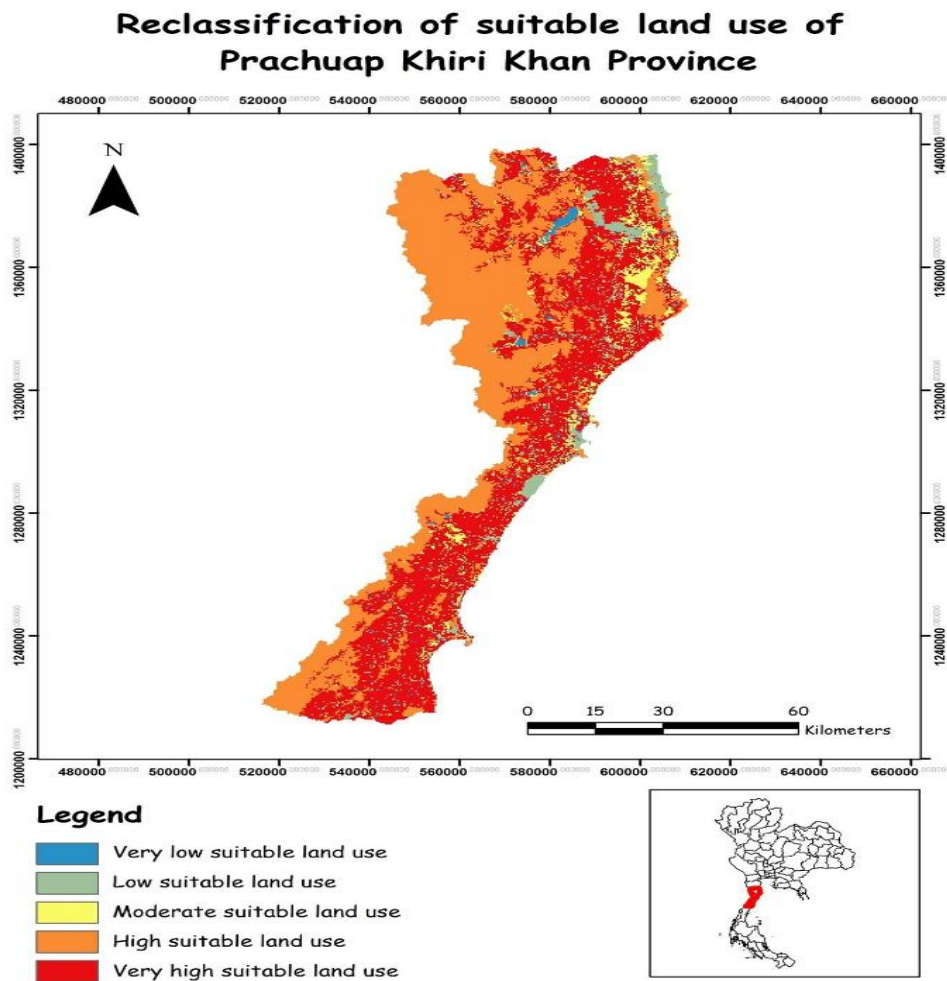 Reclassification of suitable land use of
Prachuap Khiri Khan Province
480000 500000 520000 540000 560000 580000 600000 620000 640000 660000
N
1400000 1400000
1360000 1360000
1320000 1320000
1280000 1280000
1240000 1240000
1200000 1200000
0 15 30 60
Kilometers
480000 500000 520000 540000 560000 580000 600000 620000 640000 660000
Legend
Very low suitable land use
Low suitable land use
Moderate suitable land use
High suitable land use
Very high suitable land use